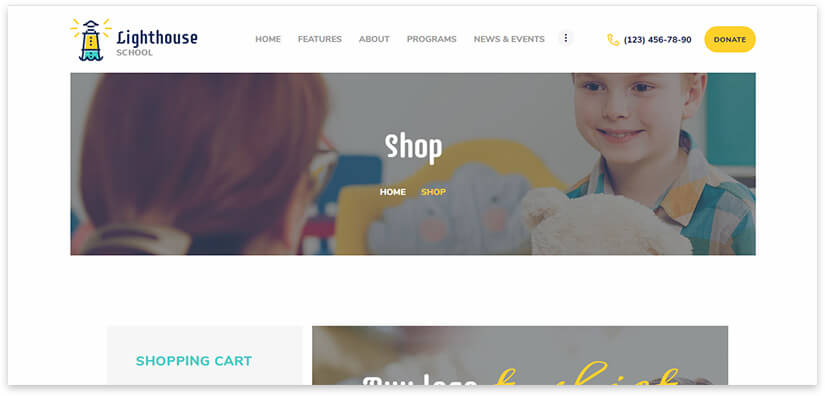 Lighthouse
SCHOOL
HOME FEATURES ABOUT PROGRAMS NEWS & EVENTS
(123) 456-78-90
DONATE
Shop
HOME SHOP
SHOPPING CART